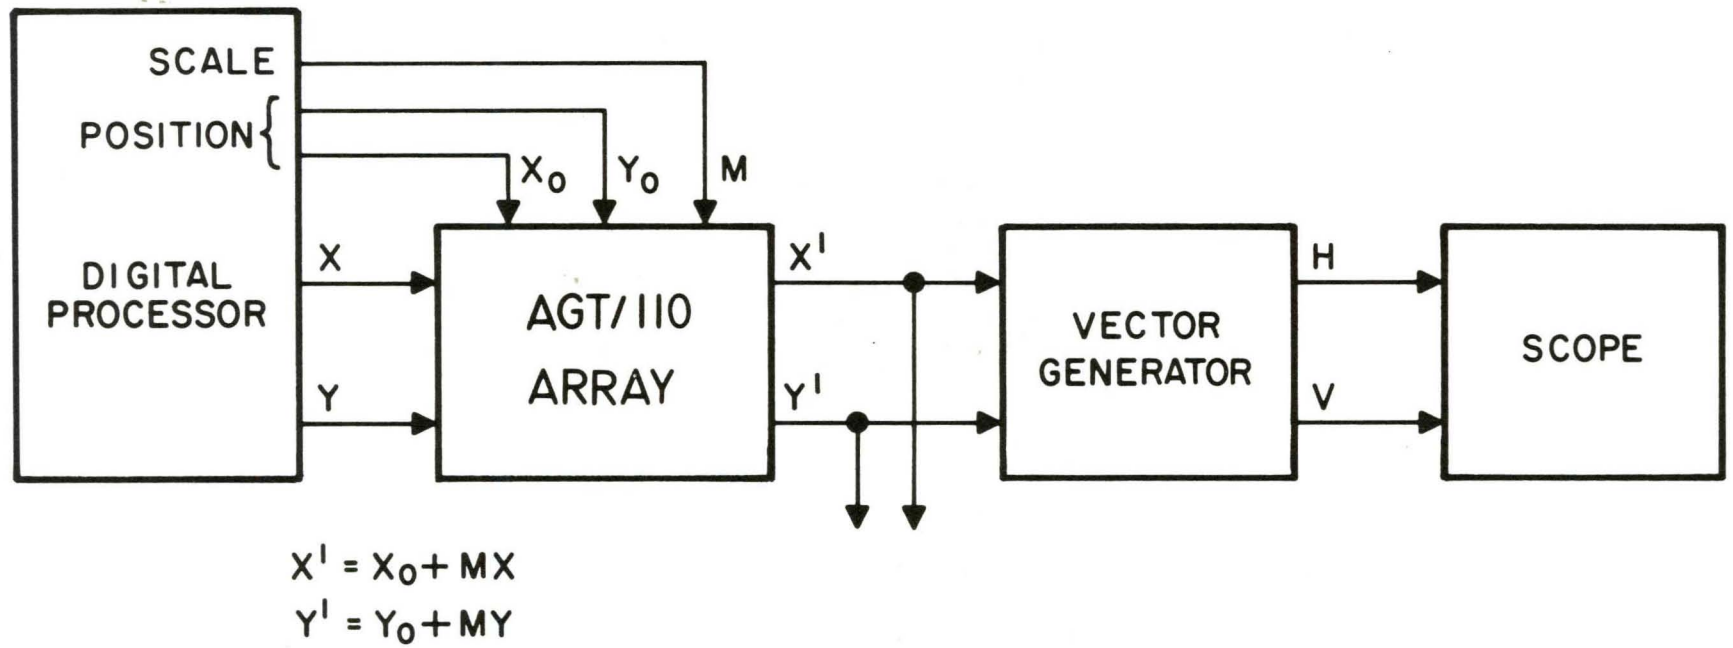 SCALE
POSITION {
X0
Y0
M
DIGITAL
PROCESSOR
X
Y
AGT/110
ARRAY
X'
Y'
VECTOR
GENERATOR
H
V
SCOPE
X' = X0 + MX
Y' = Y0 + MY